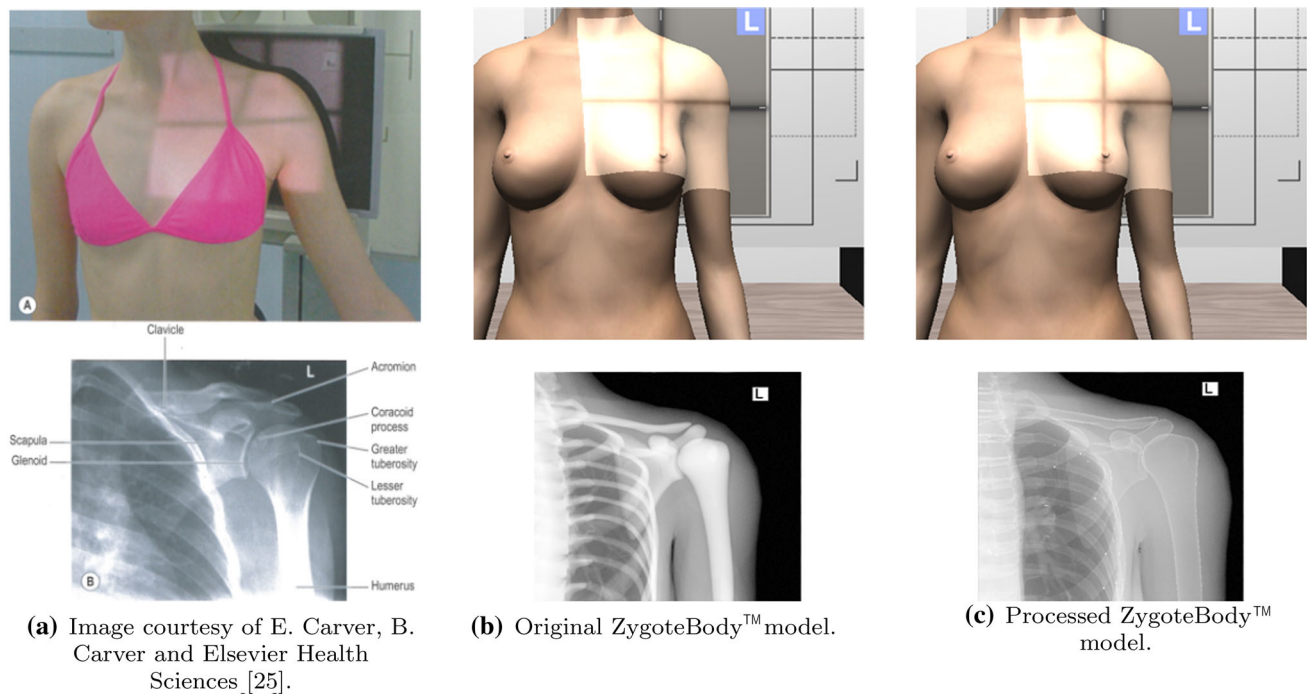 L
L
A
Clavicle
L
Acromion
Coracoid
process
Scapula
Greater
tuberosity
Glenoid
Lesser
tuberosity
B
Humerus
L
L
(a) Image courtesy of E. Carver, B.
Carver and Elsevier Health
Sciences [25].
(b) Original ZygoteBody™ model.
(c) Processed ZygoteBody™
model.